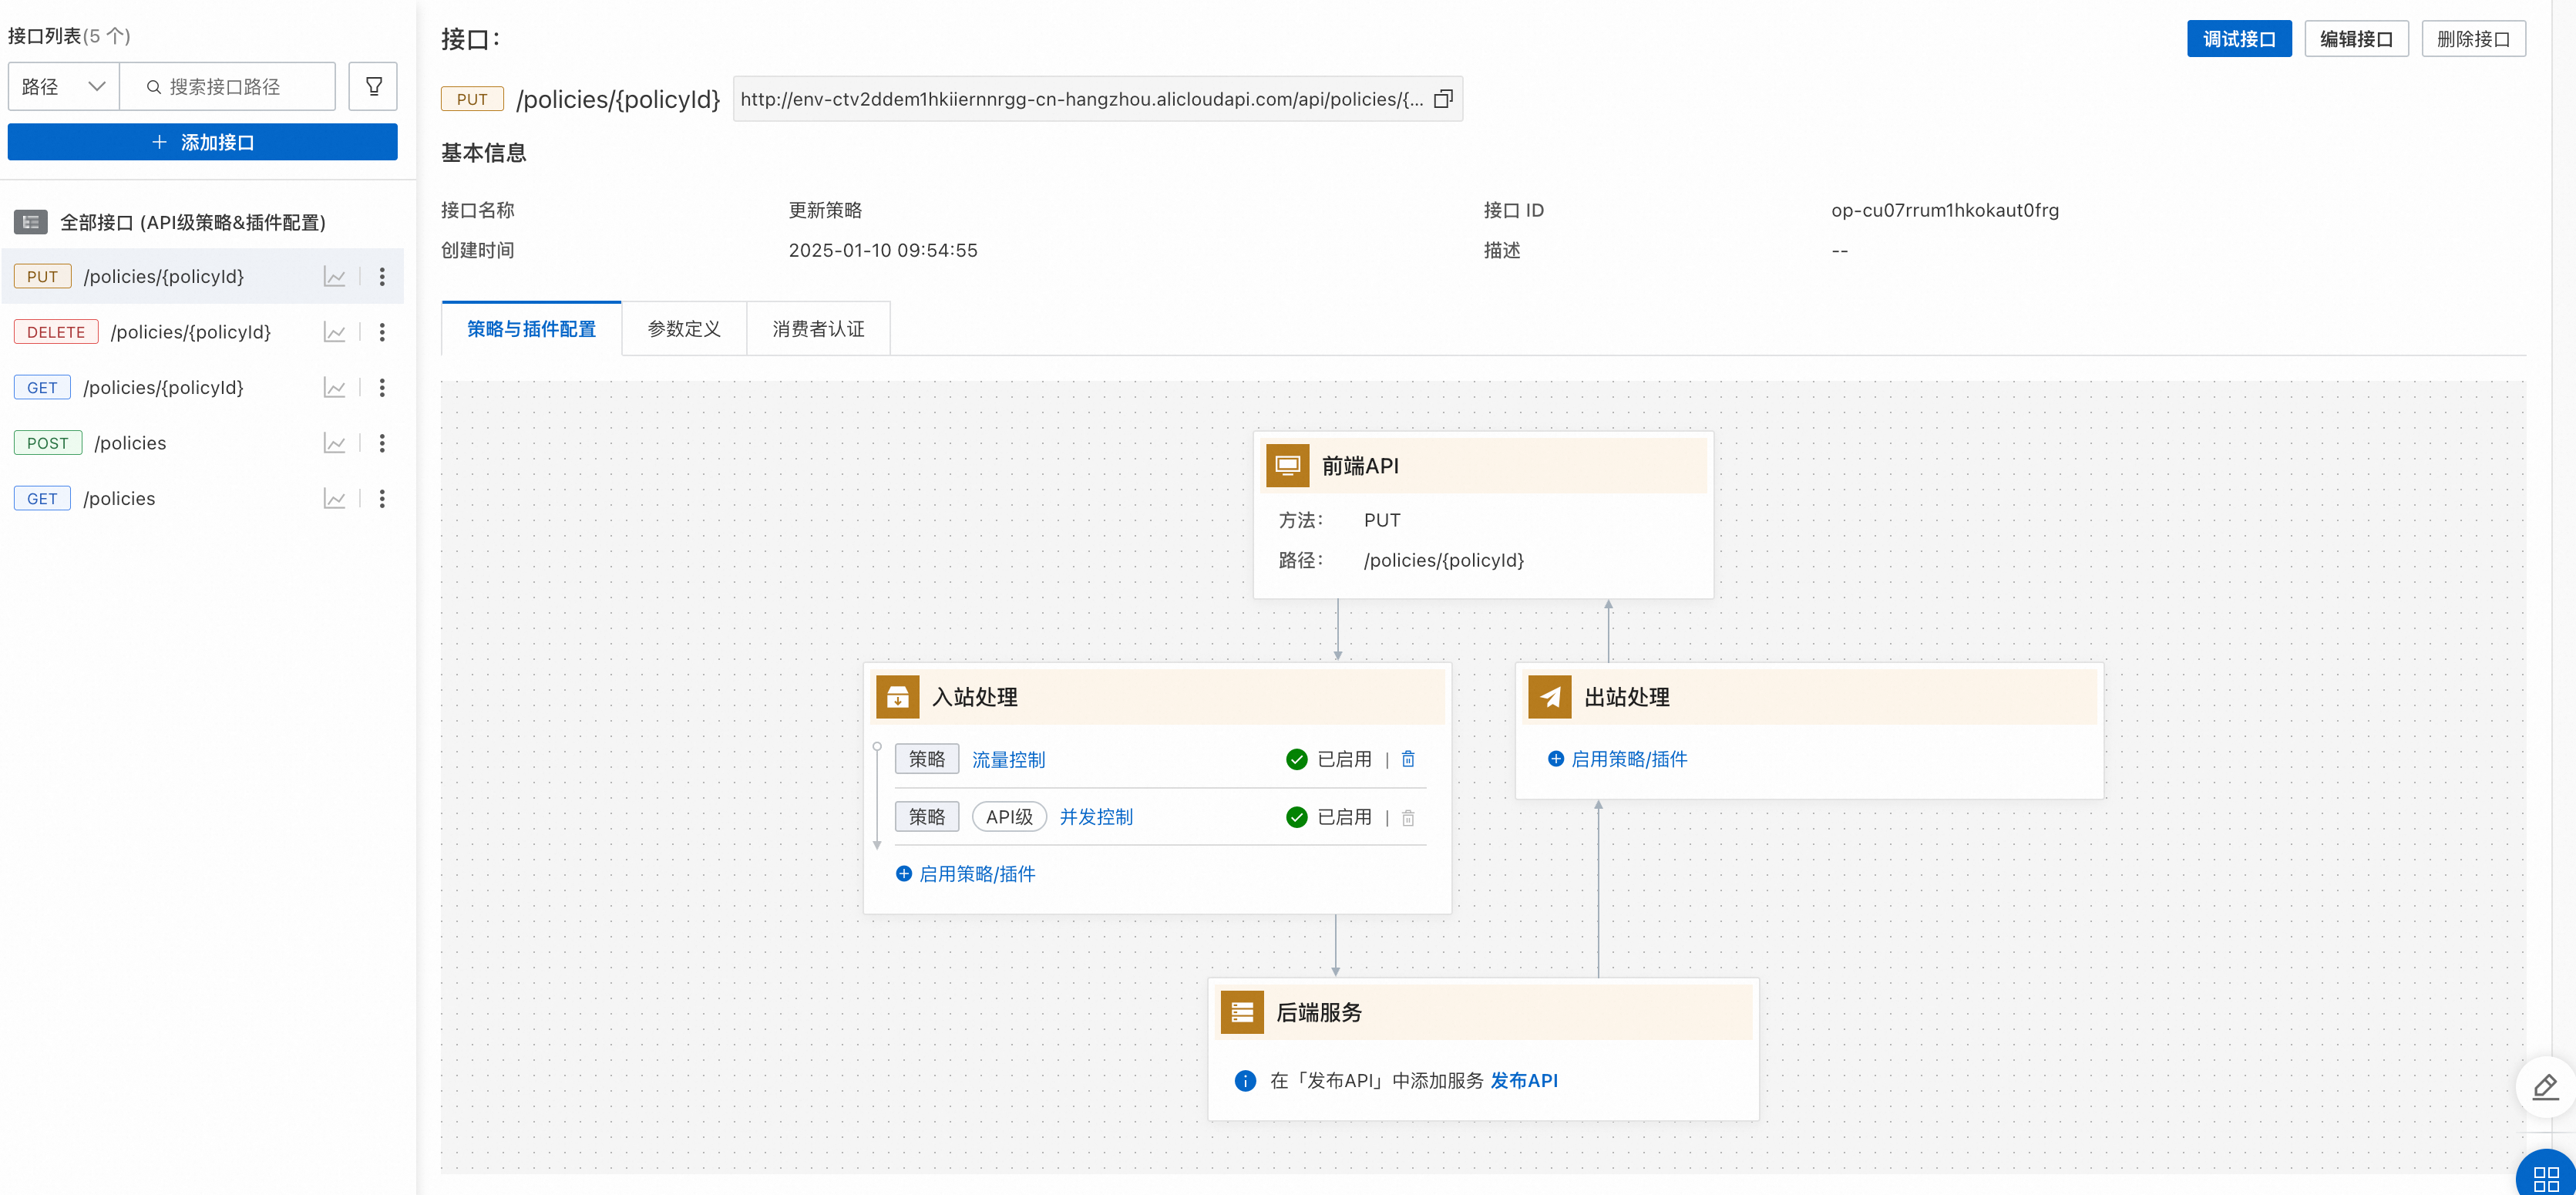 接口列表(5 个)
路径
搜索接口路径
添加接口
全部接口 (API级策略&插件配置)
PUT /policies/{policyId}
DELETE /policies/{policyId}
GET /policies/{policyId}
POST /policies
GET /policies
接口：
调试接口
编辑接口
删除接口
PUT /policies/{policyId} http://env-ctv2ddem1hkiiernnrgg-cn-hangzhou.alicloudapi.com/api/policies/{...
基本信息
接口名称 更新策略 接口 ID op-cu07rrum1hkokaut0frg
创建时间 2025-01-10 09:54:55 描述 --
策略与插件配置 参数定义 消费者认证
前端API
方法： PUT
路径： /policies/{policyId}
入站处理
策略 流量控制 已启用 |
策略 API级 并发控制 已启用 |
启用策略/插件
出站处理
启用策略/插件
后端服务
在「发布API」中添加服务 发布API